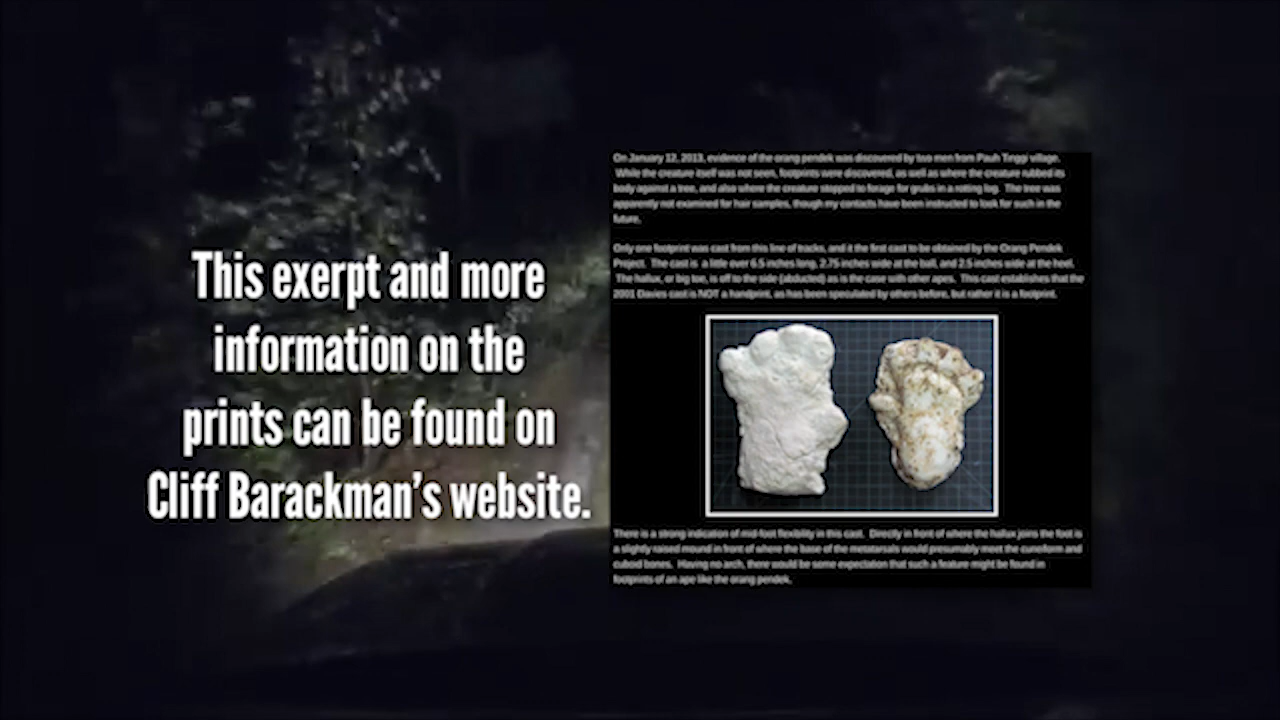 This exerpt and more
information on the
prints can be found on
Cliff Barackman's website.
On January 12, 2013, evidence of the orang pendek was discovered by two men from Pauh Tinggi village.
While the creature itself was not seen, footprints were discovered, as well as where the creature rubbed its
body against a tree, and also where the creature stopped to forage for grubs in a rotting log. The tree was
apparently not examined for hair samples, though my contacts have been instructed to look for such in the
future.
Only one footprint was cast from this line of tracks, and it the first cast to be obtained by the Orang Pendek
Project. The cast is a little over 6.5 inches long, 2.75 inches wide at the ball, and 2.5 inches wide at the heel.
The hallux, or big toe, is off to the side (abducted) as is the case with other apes. This cast establishes that the
2001 Davies cast is NOT a handprint, as has been speculated by others before, but rather it is a footprint.
There is a strong indication of mid-foot flexibility in this cast. Directly in front of where the hallux joins the foot is
a slightly raised mound in front of where the base of the metatarsals would presumably meet the cuneiform and
cuboid bones. Having no arch, there would be some expectation that such a feature might be found in
footprints of an ape like the orang pendek.